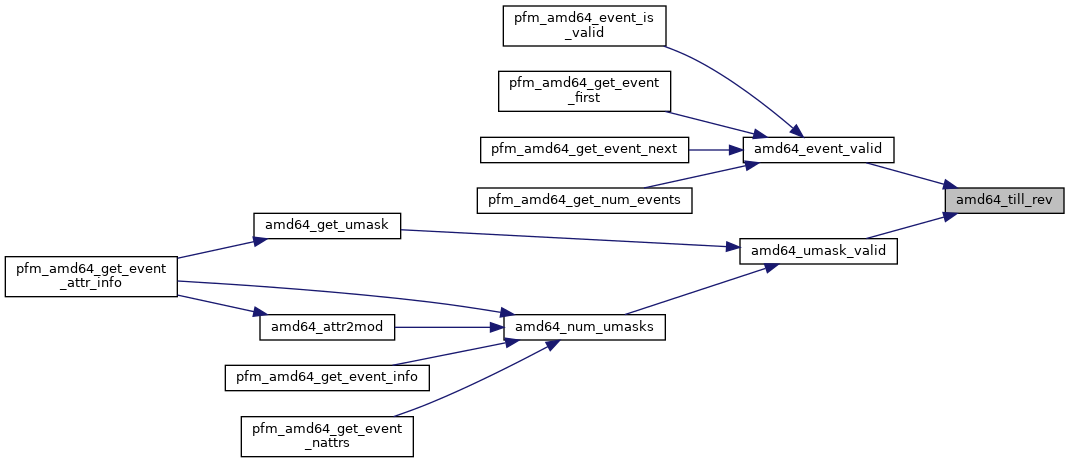 pfm_amd64_event_is
_valid
pfm_amd64_get_event
_first
pfm_amd64_get_event_next
amd64_event_valid
pfm_amd64_get_num_events
amd64_till_rev
amd64_get_umask
amd64_umask_valid
pfm_amd64_get_event
_attr_info
amd64_attr2mod
amd64_num_umasks
pfm_amd64_get_event_info
pfm_amd64_get_event
_nattrs